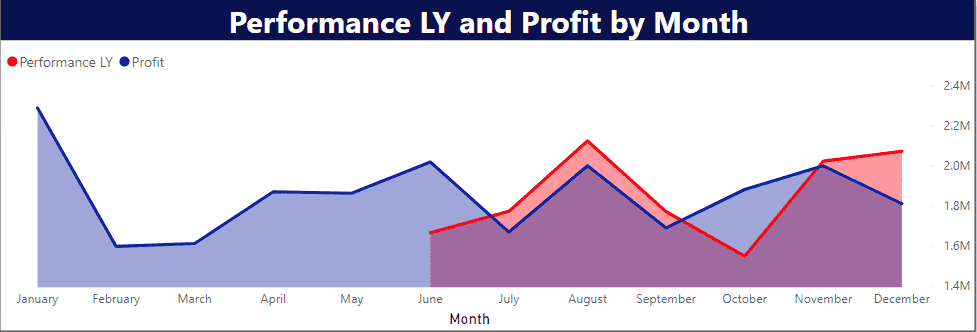 Performance LY and Profit by Month
Performance LY Profit
2.4M
2.2M
2.0M
1.8M
1.6M
1.4M
January February March April May June July August September October November December
Month